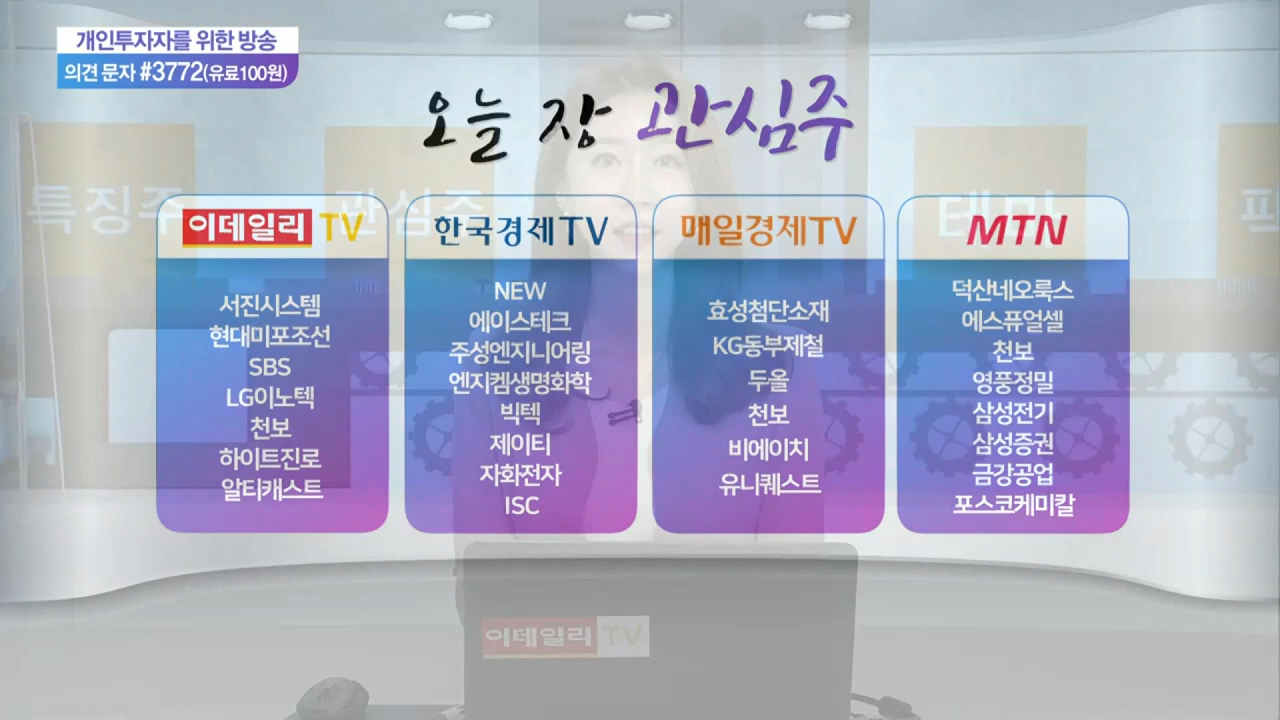 개인투자자를 위한 방송
의견 문자 #3772(유료100원)
오늘 장 관심주
특징주
관심주
테마
이데일리 TV
서진시스템
현대미포조선
SBS
LG이노텍
천보
하이트진로
알티캐스트
한국경제TV
NEW
에이스테크
주성엔지니어링
엔지켐생명화학
빅텍
제이티
자화전자
ISC
매일경제TV
효성첨단소재
KG동부제철
두올
천보
비에이치
유니퀘스트
MTN
덕산네오룩스
에스퓨얼셀
천보
영풍정밀
삼성전기
삼성증권
금강공업
포스코케미칼
이데일리 TV